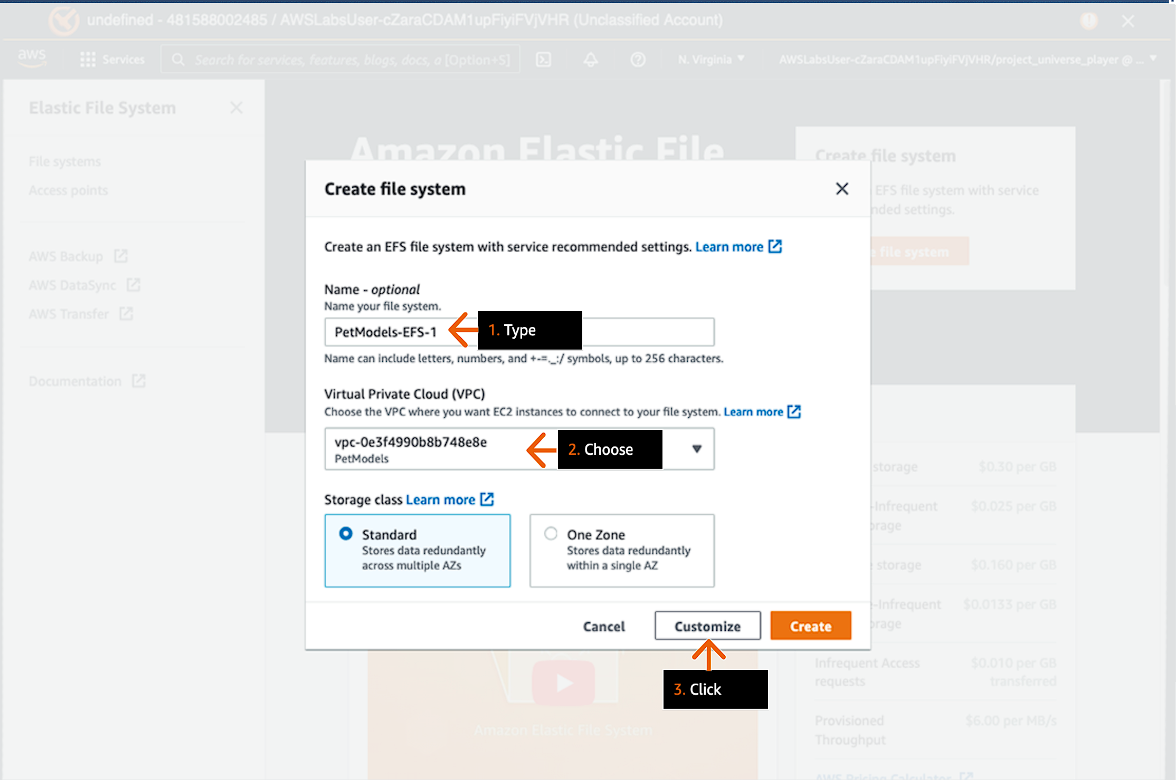 undefined - 481588002485 / AWSLabsUser-cZaraCDAM1upFiyiFVjVHR (Unclassified Account)
aws
Services
Search for services, features, blogs, docs, a [Option+S]
N. Virginia
AWSLabsUser-cZaraCDAM1upFiyiFVjVHR/project_universe_player @ ...
Elastic File System
File systems
Access points
AWS Backup
AWS DataSync
AWS Transfer
Documentation
Amazon Elastic File
Create file system
EFS file system with service
nded settings.
e file system
Create file system
Create an EFS file system with service recommended settings. Learn more
Name - optional
Name your file system.
PetModels-EFS-1
1. Type
Name can include letters, numbers, and +-=._:/ symbols, up to 256 characters.
Virtual Private Cloud (VPC)
Choose the VPC where you want EC2 instances to connect to your file system. Learn more
vpc-0e3f4990b8b748e8e
PetModels
2. Choose
Storage class Learn more
Standard
Stores data redundantly
across multiple AZs
One Zone
Stores data redundantly
within a single AZ
Cancel
Customize
Create
3. Click
storage $0.30 per GB
-Infrequent $0.025 per GB
rage
e storage $0.160 per GB
e-Infrequent $0.0133 per GB
rage
Infrequent Access $0.010 per GB
requests transferred
Provisioned $6.00 per MB/s
Throughput
AWS Pricing Calculator
Amazon Elastic File System